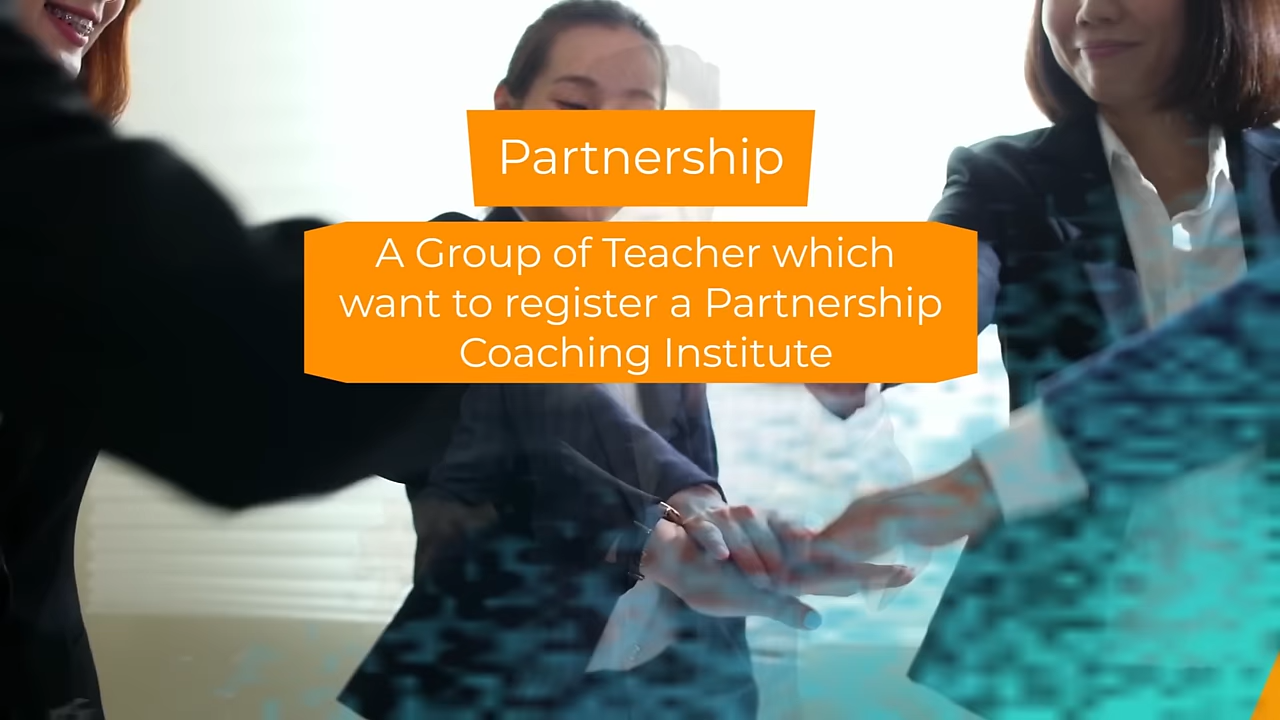 Partnership
A Group of Teacher which
want to register a Partnership
Coaching Institute